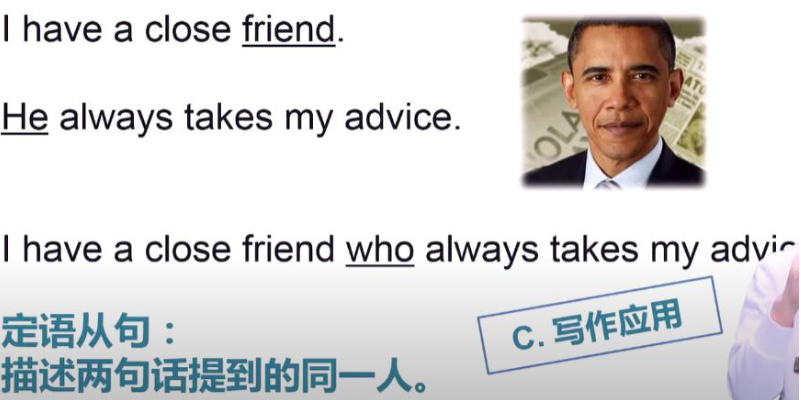 I have a close friend.
He always takes my advice.
I have a close friend who always takes my
定语从句：
描述两句话提到的同一人。
C. 写作应用